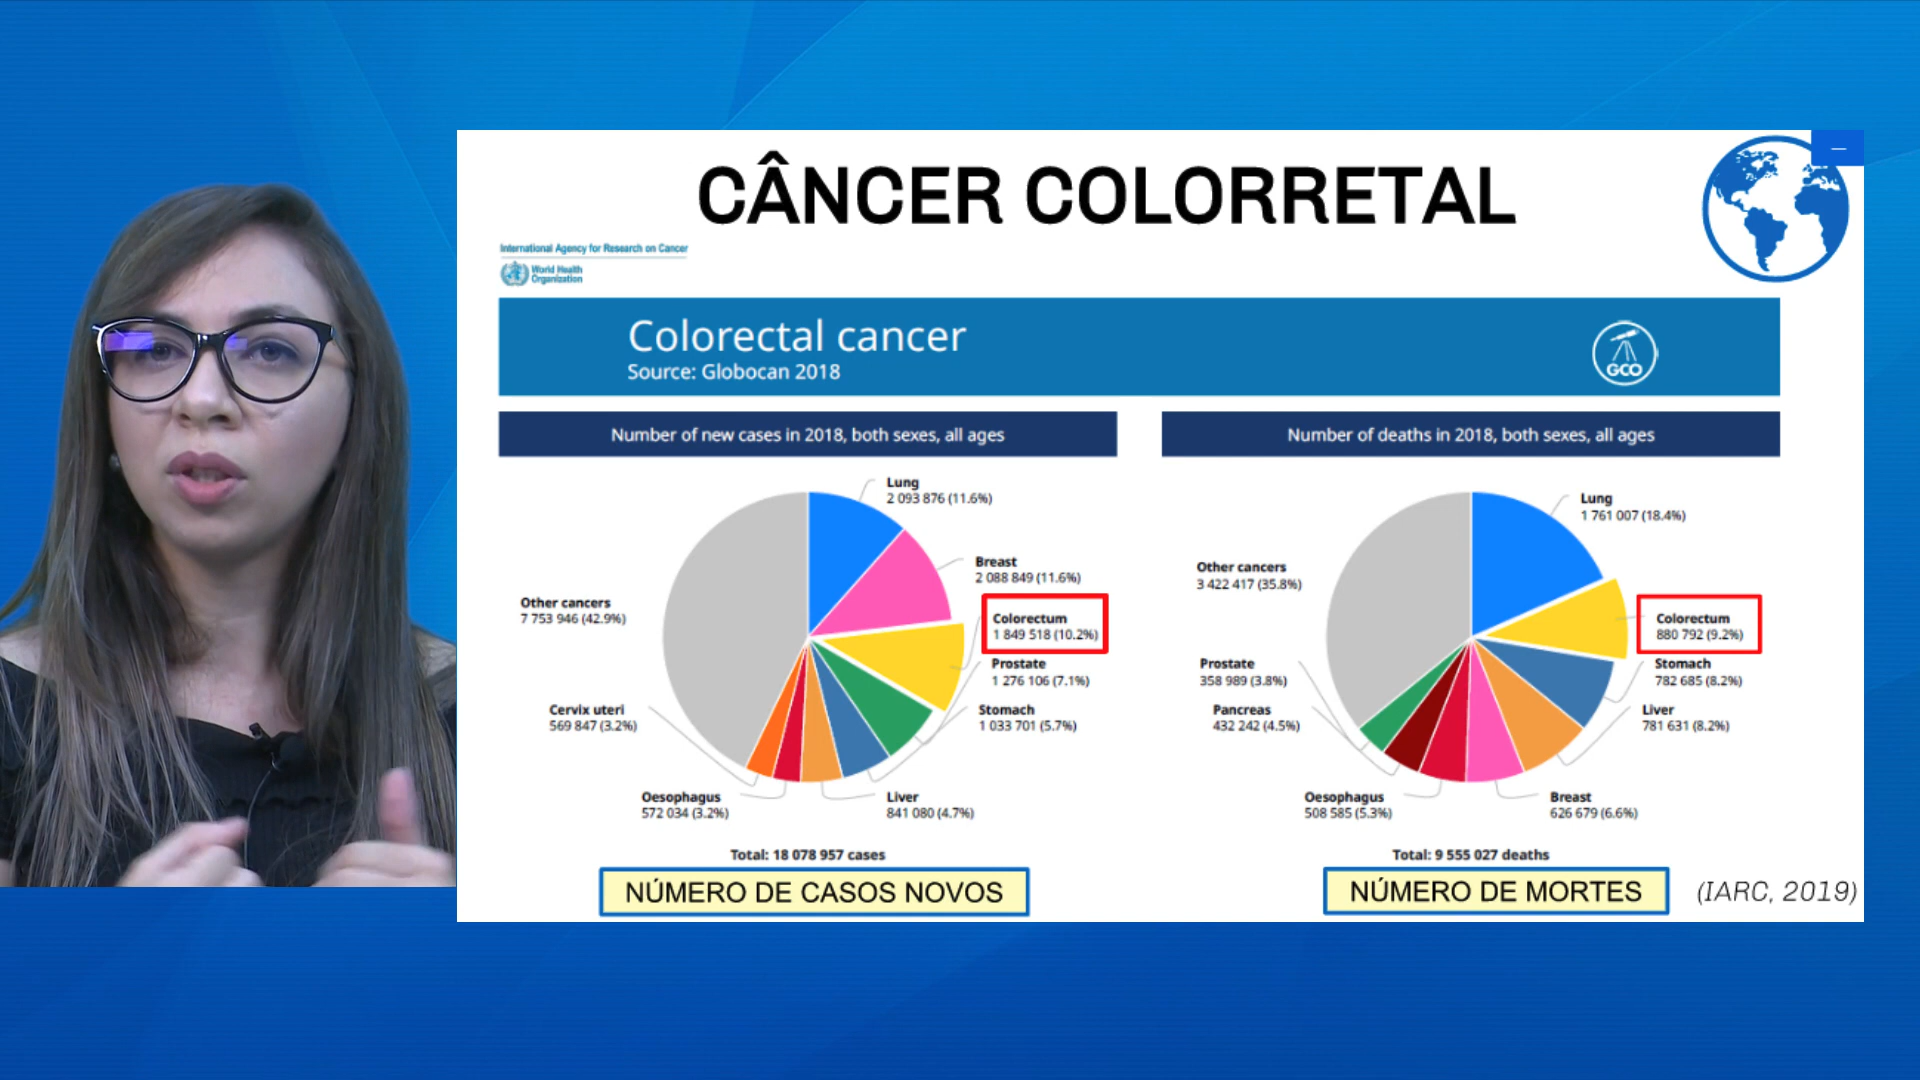 CÂNCER COLORRETAL
International Agency for Research on Cancer
World Health
Organization
Colorectal cancer
Source: Globocan 2018
GCO
Number of new cases in 2018, both sexes, all ages
Lung
2 093 876 (11.6%)
Breast
2 088 849 (11.6%)
Colorectum
1 849 518 (10.2%)
Prostate
1 276 106 (7.1%)
Stomach
1 033 701 (5.7%)
Liver
841 080 (4.7%)
Oesophagus
572 034 (3.2%)
Cervix uteri
569 847 (3.2%)
Other cancers
7 753 946 (42.9%)
Total: 18 078 957 cases
NÚMERO DE CASOS NOVOS
Number of deaths in 2018, both sexes, all ages
Lung
1 761 007 (18.4%)
Colorectum
880 792 (9.2%)
Stomach
782 685 (8.2%)
Liver
781 631 (8.2%)
Breast
626 679 (6.6%)
Oesophagus
508 585 (5.3%)
Pancreas
432 242 (4.5%)
Prostate
358 989 (3.8%)
Other cancers
3 422 417 (35.8%)
Total: 9 555 027 deaths
NÚMERO DE MORTES
(IARC, 2019)